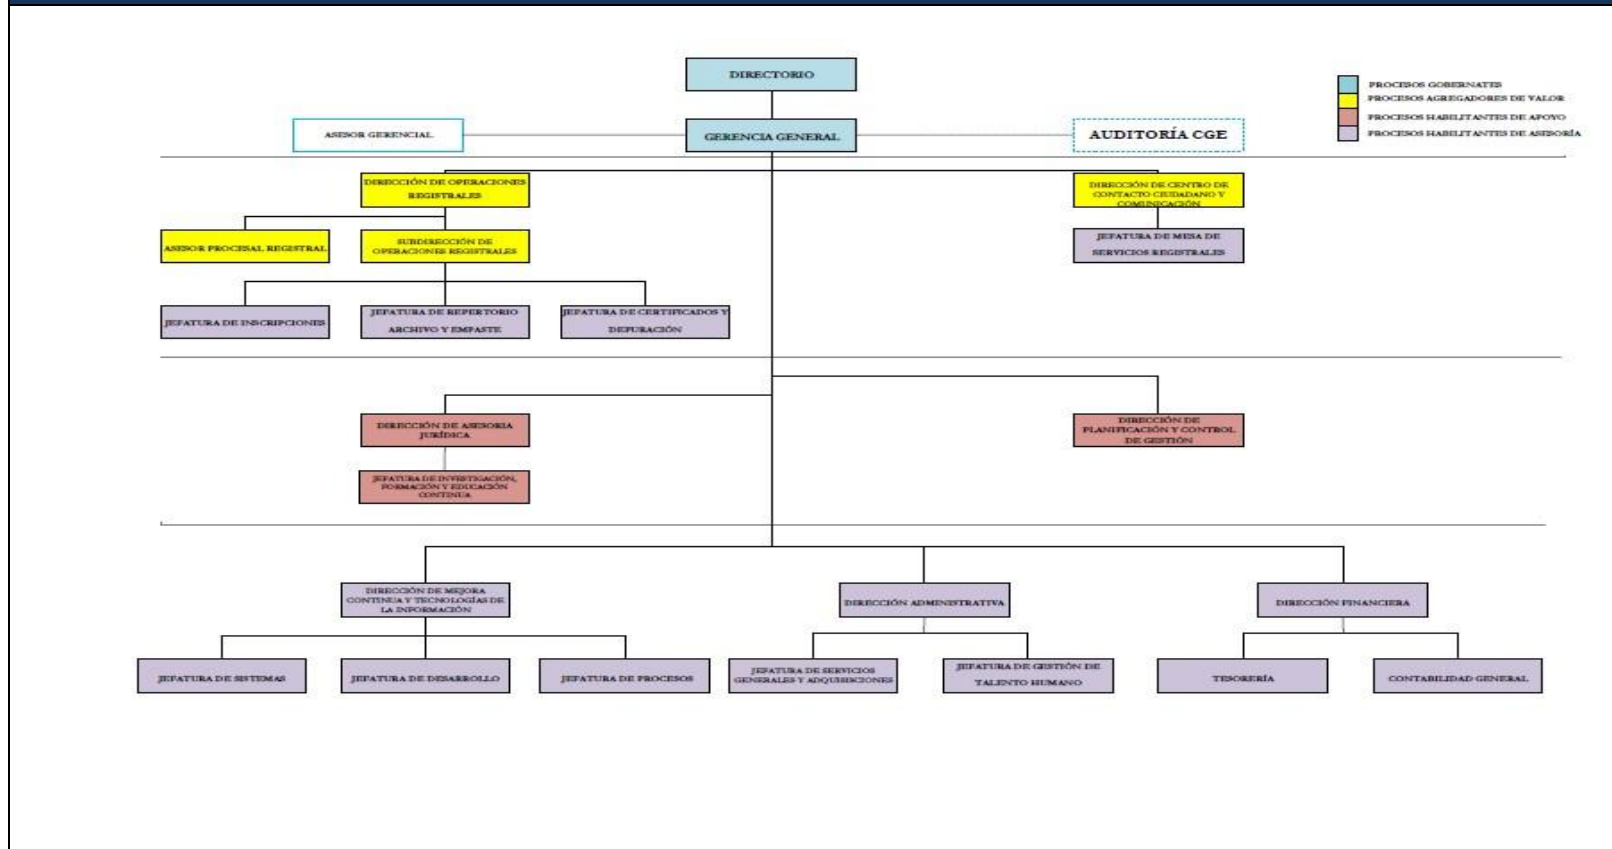 DIRECTORIO
PROCESOS GOBERNATES
PROCESOS AGREGADORES DE VALOR
PROCESOS HABILITANTES DE APOYO
PROCESOS HABILITANTES DE ASESORÍA
ASESOR GERENCIAL
GERENCIA GENERAL
AUDITORÍA CGE
DIRECCIÓN DE OPERACIONES
REGISTRALES
DIRECCIÓN DE CENTRO DE
CONTACTO CIUDADANO Y
COMUNICACIÓN
ASESOR PROCESAL REGISTRAL
SUBDIRECCIÓN DE
OPERACIONES REGISTRALES
JEFATURA DE MESA DE
SERVICIOS REGISTRALES
JEFATURA DE INSCRIPCIONES
JEFATURA DE REPERTORIO
ARCHIVO Y EMPASTE
JEFATURA DE CERTIFICADOS Y
DEPURACIÓN
DIRECCIÓN DE ASESORIA
JURÍDICA
DIRECCIÓN DE
PLANIFICACIÓN Y CONTROL
DE GESTIÓN
JEFATURA DE INVESTIGACIÓN,
FORMACIÓN Y EDUCACIÓN
CONTINUA
DIRECCIÓN DE MEJORA
CONTINUA Y TECNOLOGÍAS DE
LA INFORMACIÓN
DIRECCIÓN ADMINISTRATIVA
DIRECCIÓN FINANCIERA
JEFATURA DE SISTEMAS
JEFATURA DE DESARROLLO
JEFATURA DE PROCESOS
JEFATURA DE SERVICIOS
GENERALES Y ADQUISICIONES
JEFATURA DE GESTIÓN DE
TALENTO HUMANO
TESORERÍA
CONTABILIDAD GENERAL